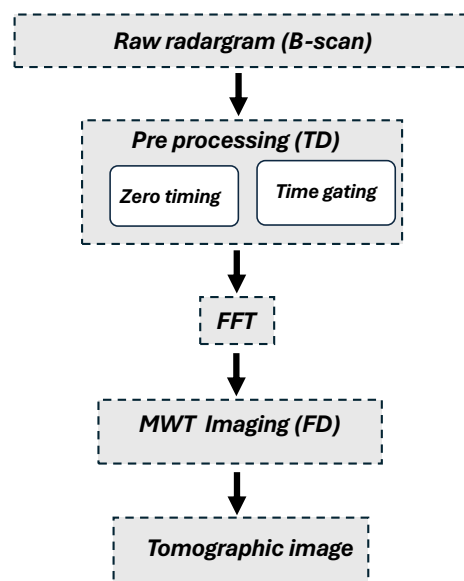 Raw radargram (B-scan)
Pre processing (TD)
Zero timing
Time gating
FFT
MWT Imaging (FD)
Tomographic image